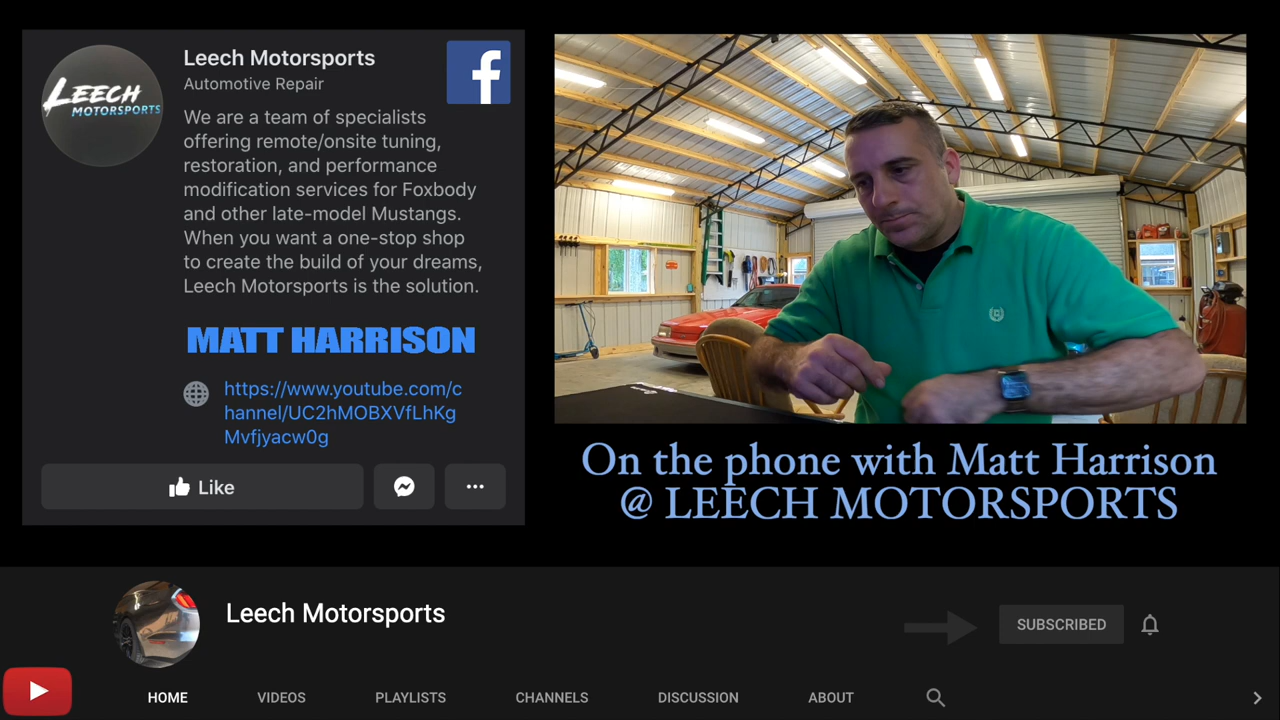 LEECH
MOTORSPORTS
Leech Motorsports
Automotive Repair
We are a team of specialists
offering remote/onsite tuning,
restoration, and performance
modification services for Foxbody
and other late-model Mustangs.
When you want a one-stop shop
to create the build of your dreams,
Leech Motorsports is the solution.
MATT HARRISON
https://www.youtube.com/c
hannel/UC2hMOBXVfLhKg
Mvfjyacw0g
Like
On the phone with Matt Harrison
@ LEECH MOTORSPORTS
Leech Motorsports
SUBSCRIBED
HOME VIDEOS PLAYLISTS CHANNELS DISCUSSION ABOUT